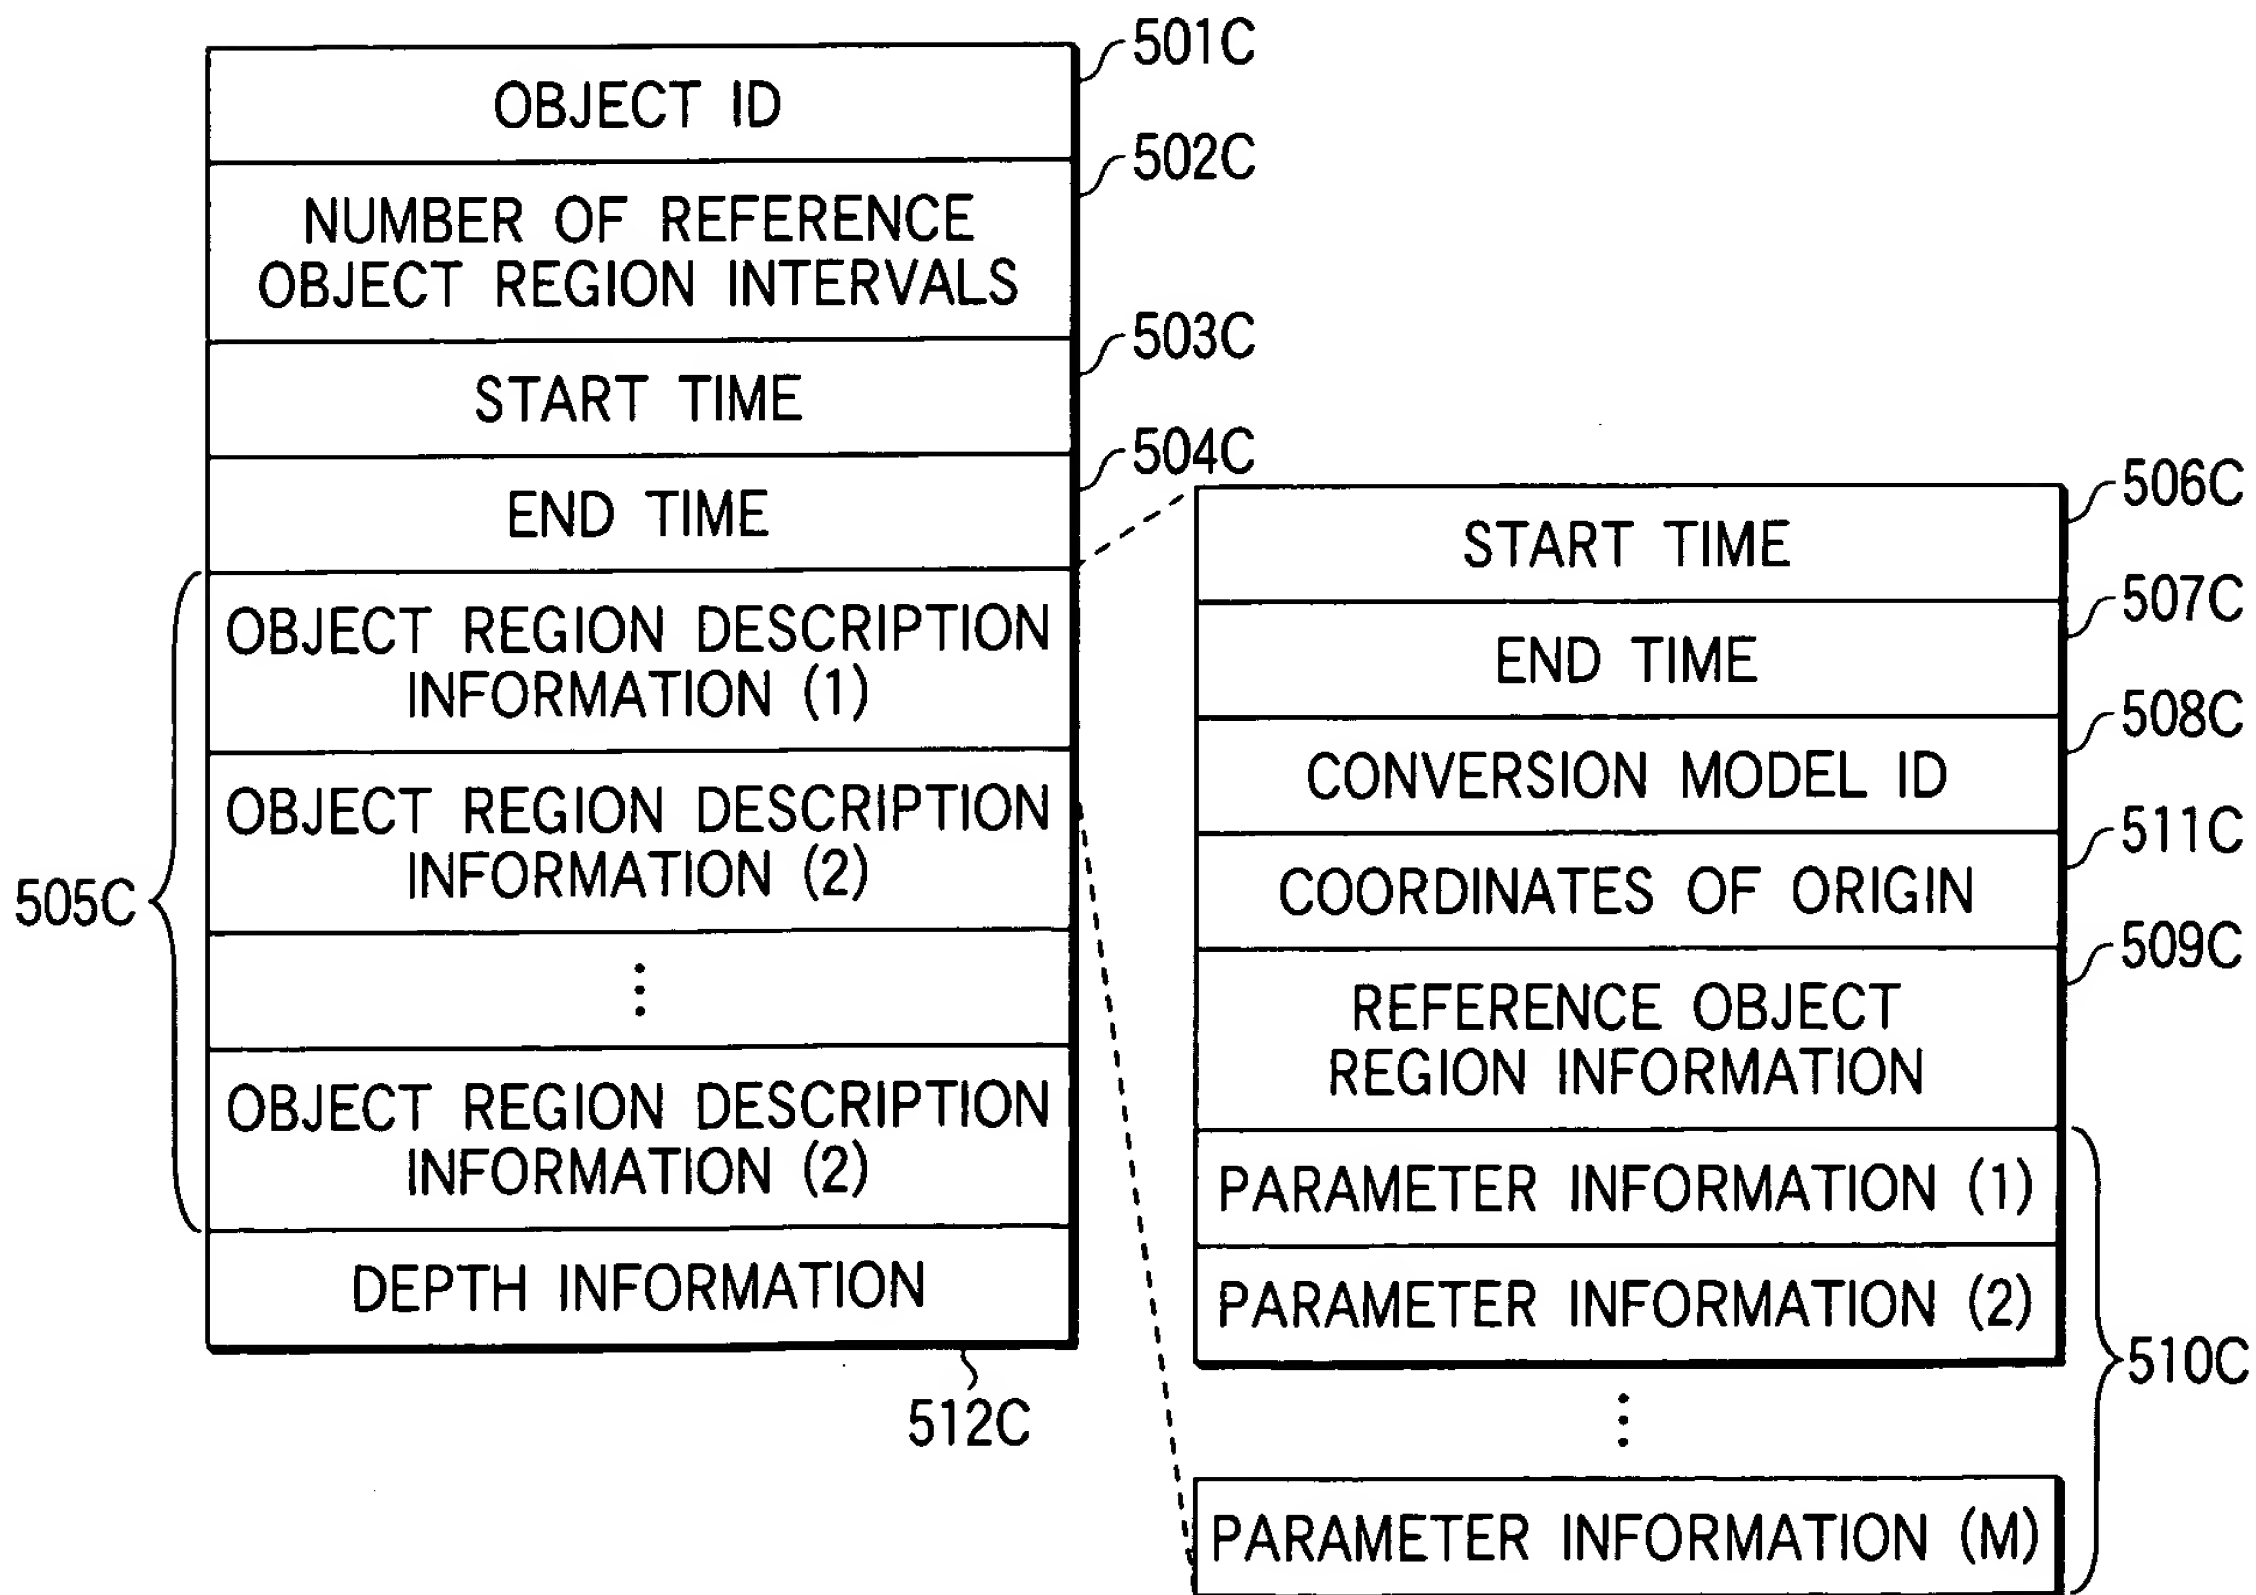 501C
OBJECT ID
502C
NUMBER OF REFERENCE
OBJECT REGION INTERVALS
503C
START TIME
504C
END TIME
505C
OBJECT REGION DESCRIPTION
INFORMATION (1)
OBJECT REGION DESCRIPTION
INFORMATION (2)
⋮
OBJECT REGION DESCRIPTION
INFORMATION (2)
DEPTH INFORMATION
512C
506C
START TIME
507C
END TIME
508C
CONVERSION MODEL ID
511C
COORDINATES OF ORIGIN
509C
REFERENCE OBJECT
REGION INFORMATION
PARAMETER INFORMATION (1)
PARAMETER INFORMATION (2)
510C
⋮
PARAMETER INFORMATION (M)